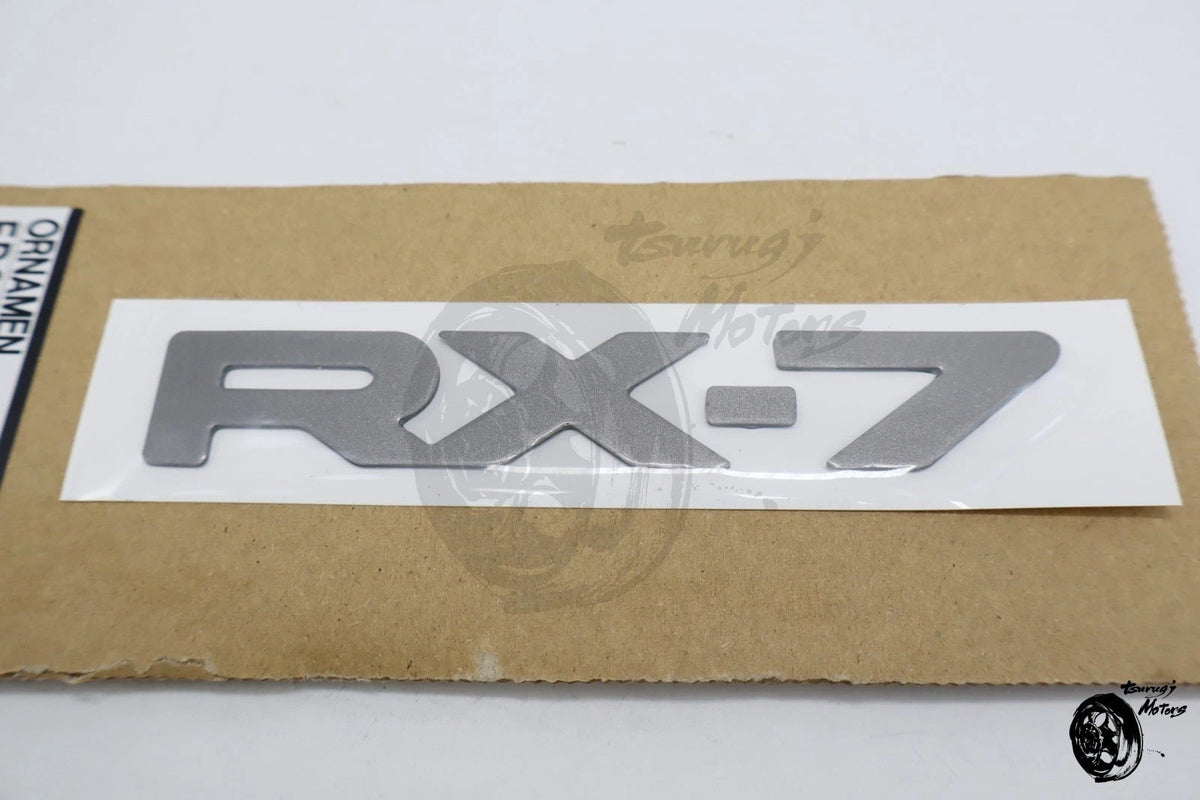 ORNAMEN
RX-7
tsurugi
Motors
tsurugi
Motors